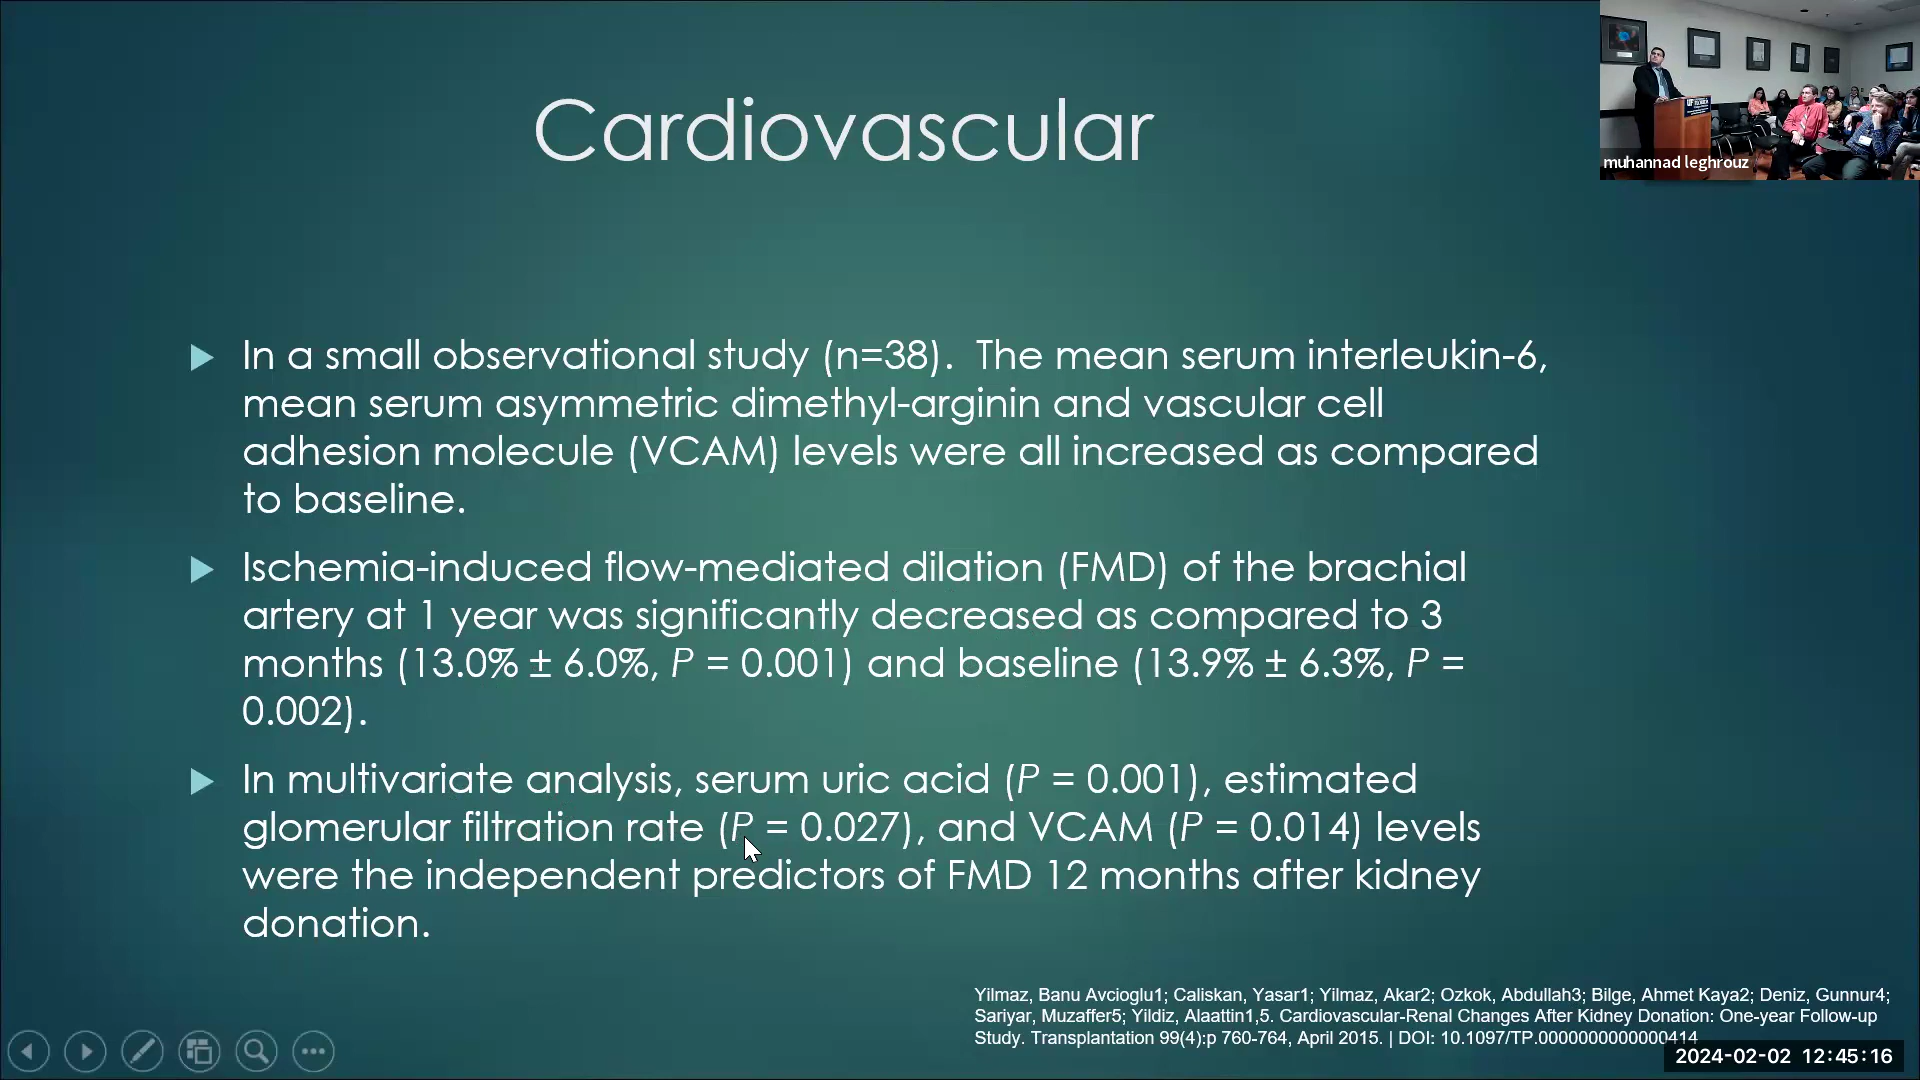 Cardiovascular
muhannad leghrouz
In a small observational study (n=38).  The mean serum interleukin-6,
mean serum asymmetric dimethyl-arginin and vascular cell
adhesion molecule (VCAM) levels were all increased as compared
to baseline.
Ischemia-induced flow-mediated dilation (FMD) of the brachial
artery at 1 year was significantly decreased as compared to 3
months (13.0% ± 6.0%, P = 0.001) and baseline (13.9% ± 6.3%, P =
0.002).
In multivariate analysis, serum uric acid (P = 0.001), estimated
glomerular filtration rate (P = 0.027), and VCAM (P = 0.014) levels
were the independent predictors of FMD 12 months after kidney
donation.
Yilmaz, Banu Avcioglu1; Caliskan, Yasar1; Yilmaz, Akar2; Ozkok, Abdullah3; Bilge, Ahmet Kaya2; Deniz, Gunnur4;
Sariyar, Muzaffer5; Yildiz, Alaattin1,5. Cardiovascular-Renal Changes After Kidney Donation: One-year Follow-up
Study. Transplantation 99(4):p 760-764, April 2015. | DOI: 10.1097/TP.0000000000000414
2024-02-02 12:45:16